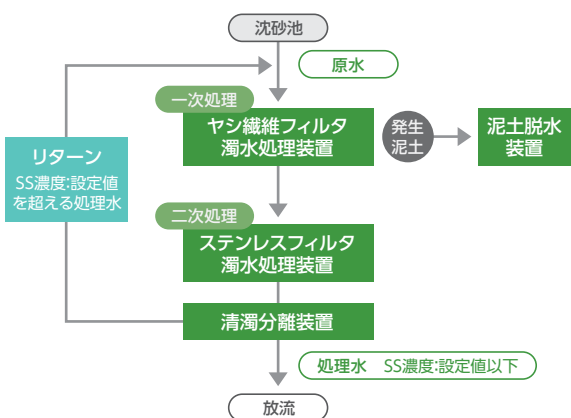 沈砂池
原水
一次処理
ヤシ繊維フィルタ
濁水処理装置
発生
泥土
泥土脱水
装置
リターン
SS濃度:設定値
を超える処理水
二次処理
ステンレスフィルタ
濁水処理装置
清濁分離装置
処理水 SS濃度:設定値以下
放流